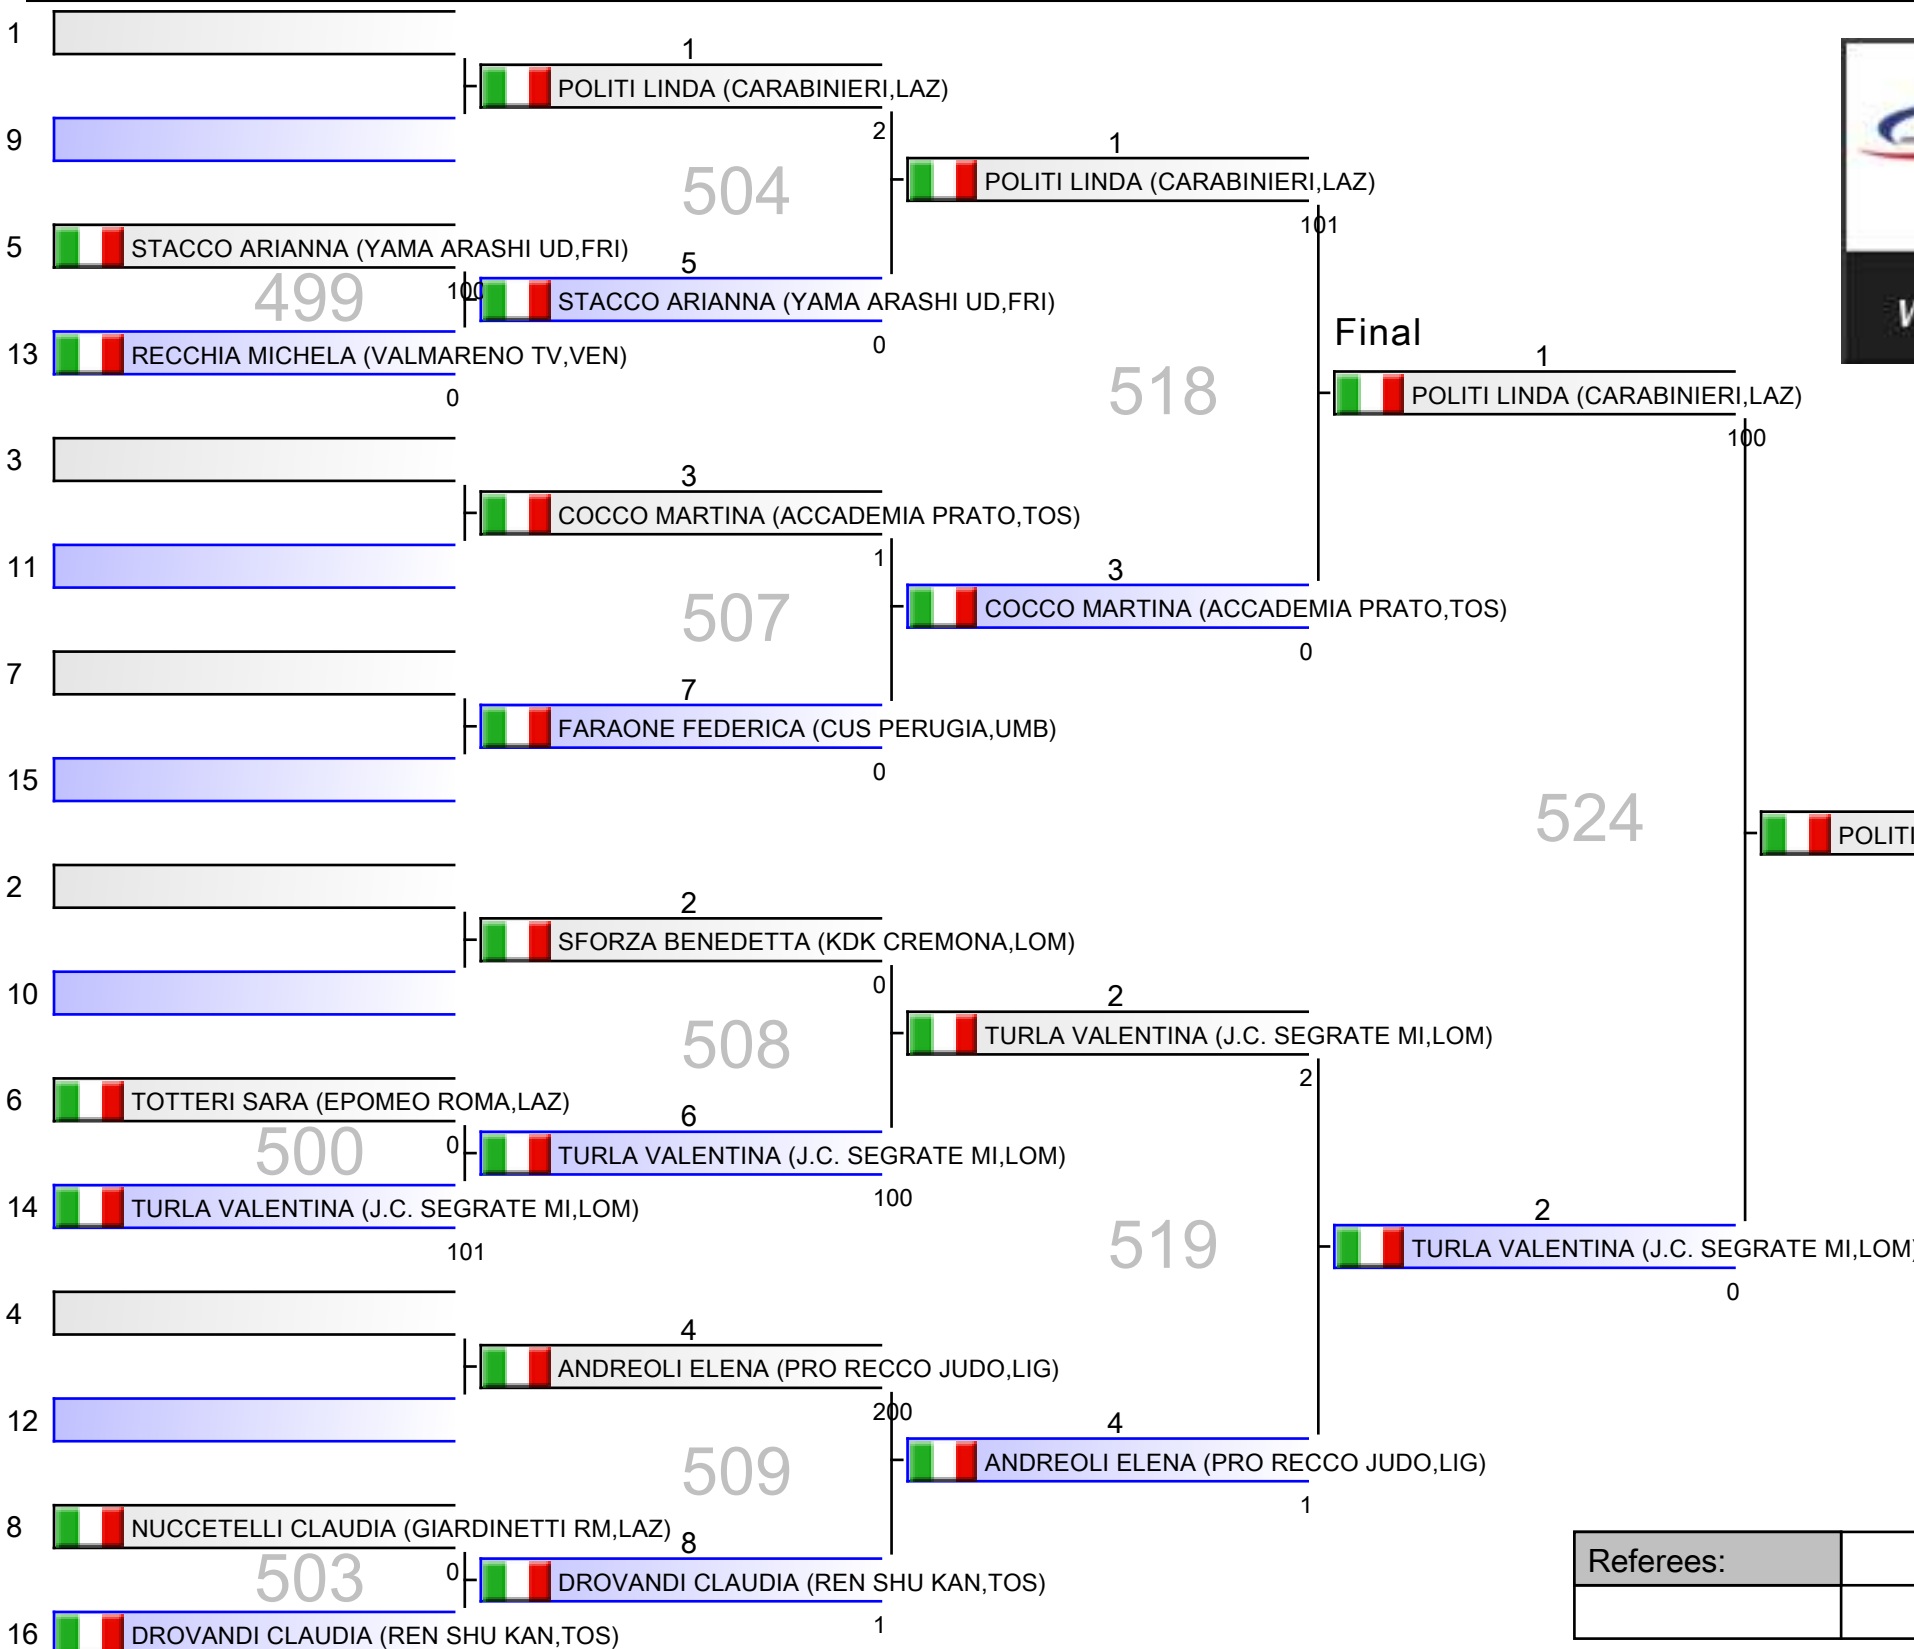 1
1
POLITI LINDA (CARABINIERI,LAZ)
2
9
1
504
POLITI LINDA (CARABINIERI,LAZ)
101
5
STACCO ARIANNA (YAMA ARASHI UD,FRI)
5
499
100
STACCO ARIANNA (YAMA ARASHI UD,FRI)
0
13
RECCHIA MICHELA (VALMARENO TV,VEN)
0
Final
1
518
POLITI LINDA (CARABINIERI,LAZ)
100
3
3
COCCO MARTINA (ACCADEMIA PRATO,TOS)
1
11
3
507
COCCO MARTINA (ACCADEMIA PRATO,TOS)
0
7
7
FARAONE FEDERICA (CUS PERUGIA,UMB)
0
15
524
POLITI
2
2
SFORZA BENEDETTA (KDK CREMONA,LOM)
0
10
2
508
TURLA VALENTINA (J.C. SEGRATE MI,LOM)
2
6
TOTTERI SARA (EPOMEO ROMA,LAZ)
6
500
0
TURLA VALENTINA (J.C. SEGRATE MI,LOM)
100
14
TURLA VALENTINA (J.C. SEGRATE MI,LOM)
101
2
519
TURLA VALENTINA (J.C. SEGRATE MI,LOM)
0
4
4
ANDREOLI ELENA (PRO RECCO JUDO,LIG)
200
12
4
509
ANDREOLI ELENA (PRO RECCO JUDO,LIG)
1
8
NUCCETELLI CLAUDIA (GIARDINETTI RM,LAZ)
8
503
0
DROVANDI CLAUDIA (REN SHU KAN,TOS)
1
16
DROVANDI CLAUDIA (REN SHU KAN,TOS)
Referees: